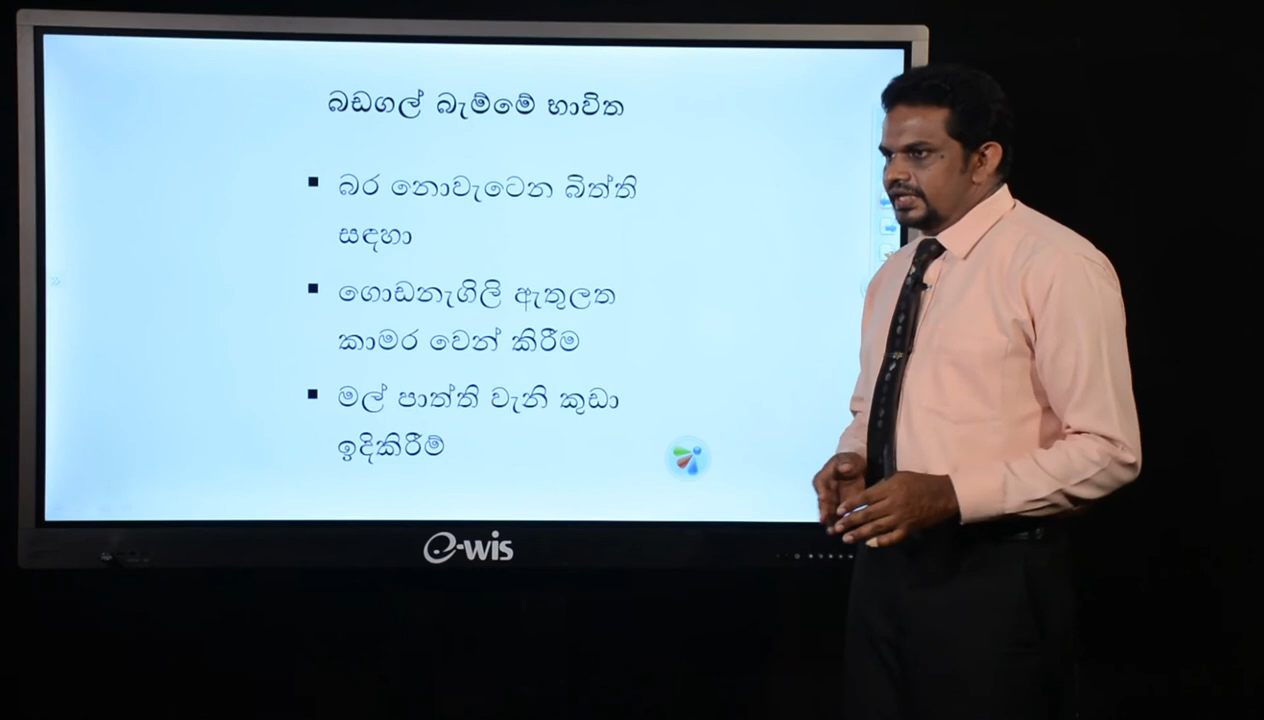 බඩගල් බැම්මේ භාවිත
▪ බර නොවැටෙන බිත්ති
සඳහා
▪ ගොඩනැගිලි ඇතුලත
කාමර වෙන් කිරීම
▪ මල් පාත්ති වැනි කුඩා
ඉදිකිරීම්
e-wis